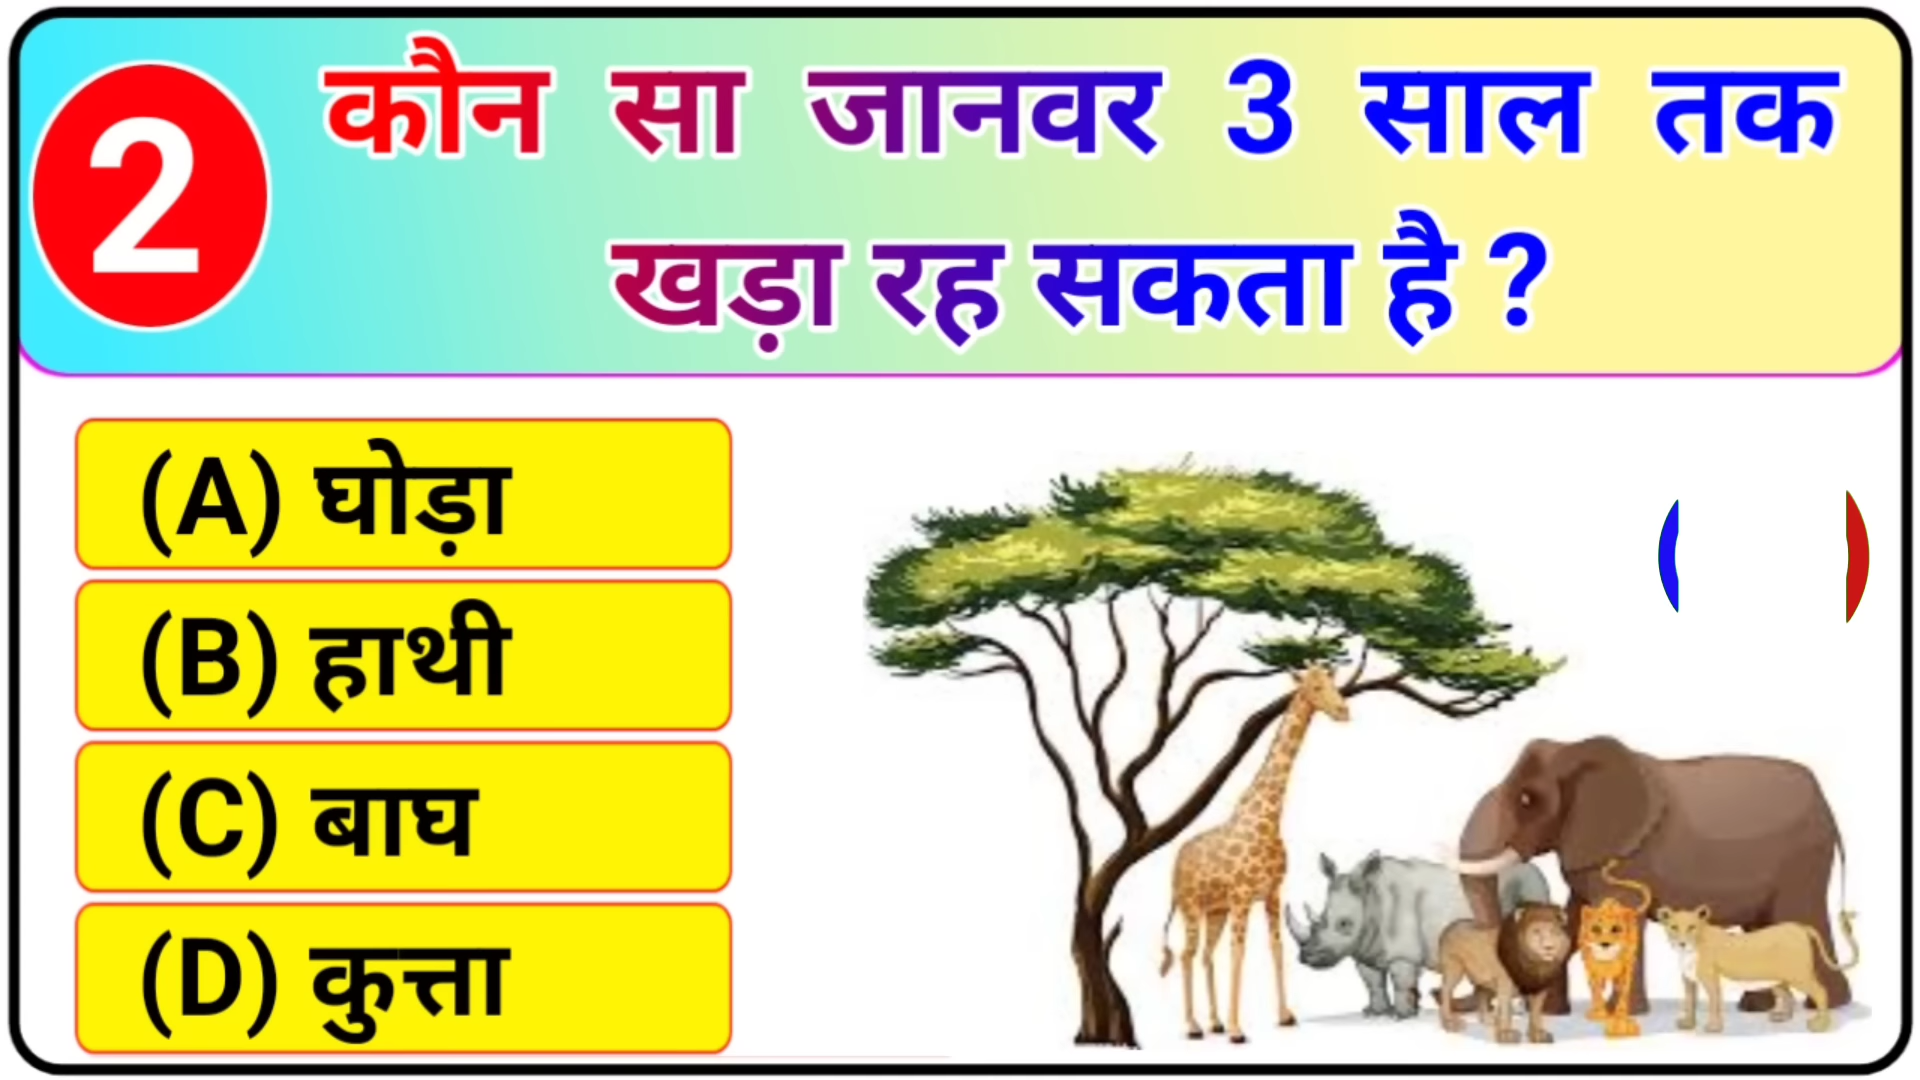 2
कौन सा जानवर 3 साल तक
खड़ा रह सकता है ?
(A) घोड़ा
(B) हाथी
(C) बाघ
(D) कुत्ता